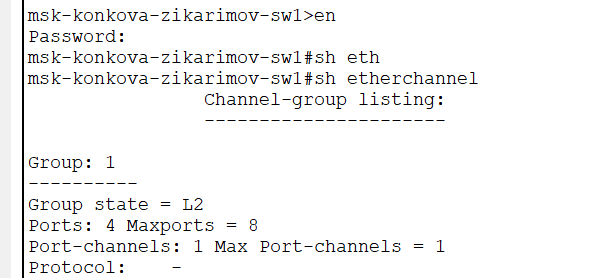 msk-konkova-zikarimov-sw1>en
Password:
msk-konkova-zikarimov-sw1#sh eth
msk-konkova-zikarimov-sw1#sh etherchannel
Channel-group listing:
----------------------
Group: 1
----------
Group state = L2
Ports: 4 Maxports = 8
Port-channels: 1 Max Port-channels = 1
Protocol: -